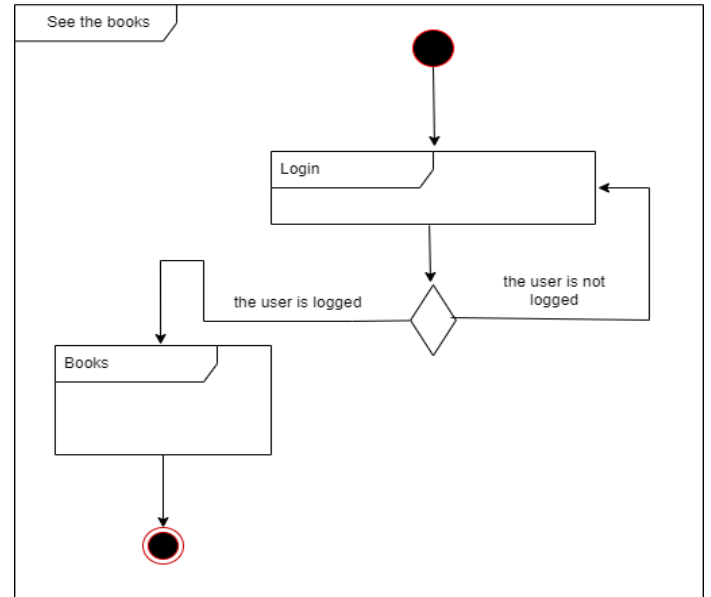 See the books
Login
the user is not
logged
the user is logged
Books